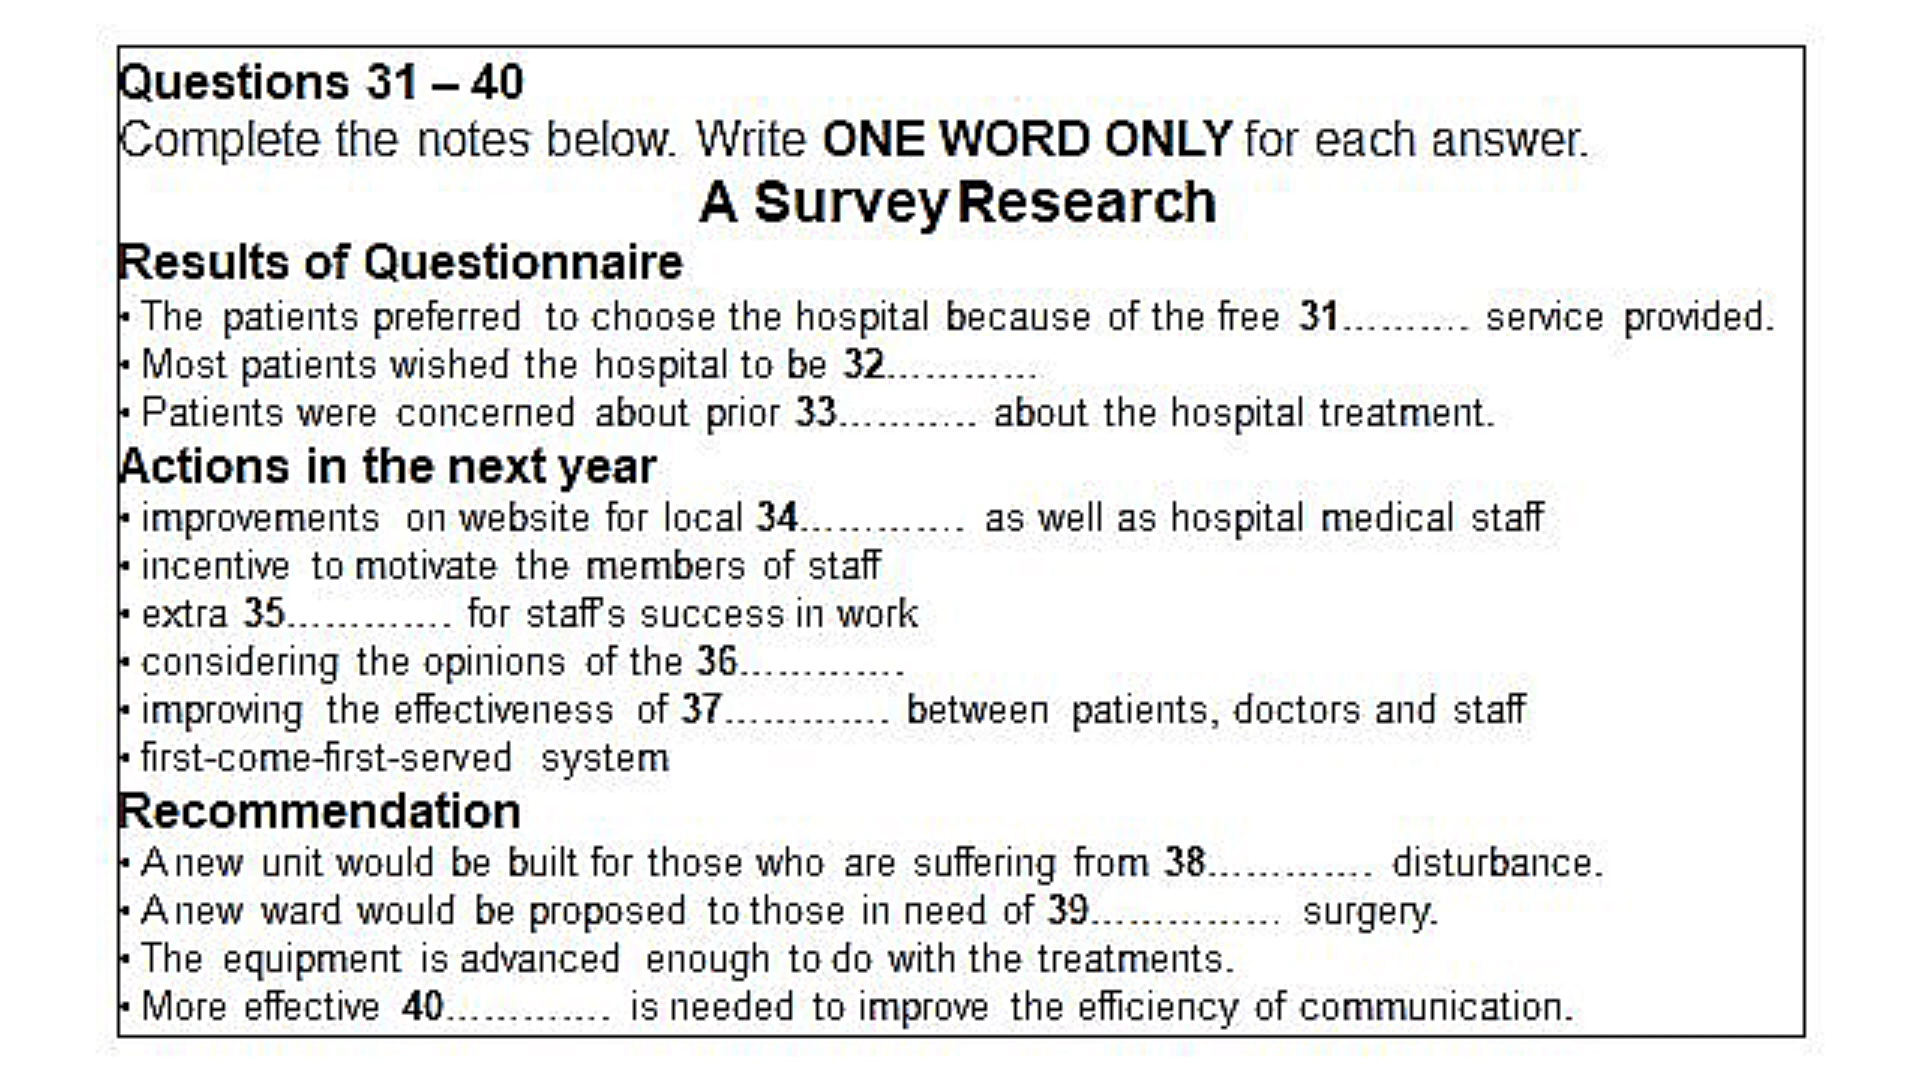 Questions 31 – 40
Complete the notes below. Write ONE WORD ONLY for each answer.
A Survey Research
Results of Questionnaire
• The patients preferred to choose the hospital because of the free 31........... service provided.
• Most patients wished the hospital to be 32..............
• Patients were concerned about prior 33............ about the hospital treatment.
Actions in the next year
• improvements on website for local 34.............. as well as hospital medical staff
• incentive to motivate the members of staff
• extra 35.............. for staff's success in work
• considering the opinions of the 36..............
• improving the effectiveness of 37.............. between patients, doctors and staff
• first-come-first-served system
Recommendation
• A new unit would be built for those who are suffering from 38.............. disturbance.
• A new ward would be proposed to those in need of 39................ surgery.
• The equipment is advanced enough to do with the treatments.
• More effective 40.............. is needed to improve the efficiency of communication.